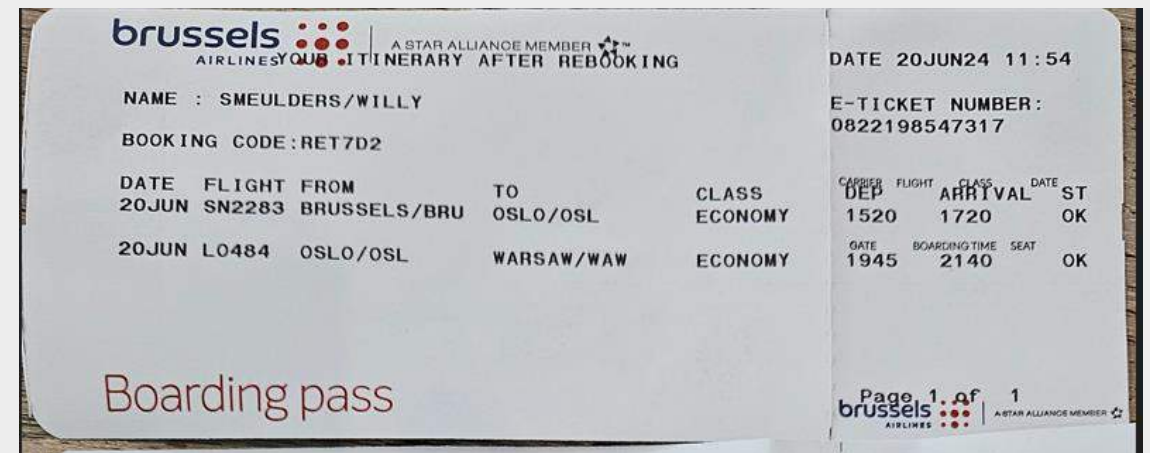 brussels
AIRLINES
A STAR ALLIANCE MEMBER ™
YOUR ITINERARY AFTER REBOOKING
DATE 20JUN24 11:54
NAME : SMEULDERS/WILLY
E-TICKET NUMBER:
0822198547317
BOOKING CODE:RET7D2
CARRIER FLIGHT CLASS DATE
DATE FLIGHT FROM TO CLASS DEP ARRIVAL ST
20JUN SN2283 BRUSSELS/BRU OSLO/OSL ECONOMY 1520 1720 OK
GATE BOARDING TIME SEAT
20JUN LO484 OSLO/OSL WARSAW/WAW ECONOMY 1945 2140 OK
Boarding pass
Page 1 of 1
brussels
AIRLINES
A STAR ALLIANCE MEMBER